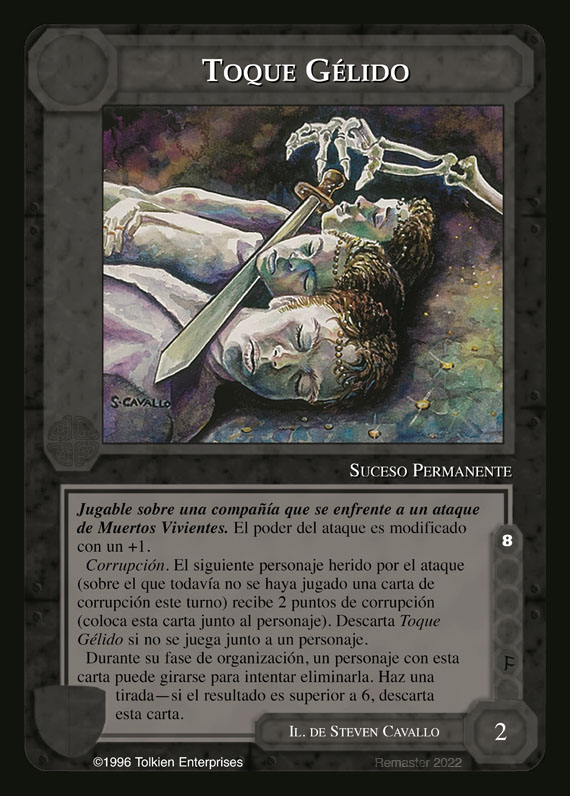 Toque Gélido
S. CAVALLO
Suceso Permanente
Jugable sobre una compañía que se enfrente a un ataque
de Muertos Vivientes. El poder del ataque es modificado
con un +1.
Corrupción. El siguiente personaje herido por el ataque
(sobre el que todavía no se haya jugado una carta de
corrupción este turno) recibe 2 puntos de corrupción
(coloca esta carta junto al personaje). Descarta Toque
Gélido si no se juega junto a un personaje.
Durante su fase de organización, un personaje con esta
carta puede girarse para intentar eliminarla. Haz una
tirada—si el resultado es superior a 6, descarta
esta carta.
8
Il. de Steven Cavallo
2
©1996 Tolkien Enterprises
Remaster 2022